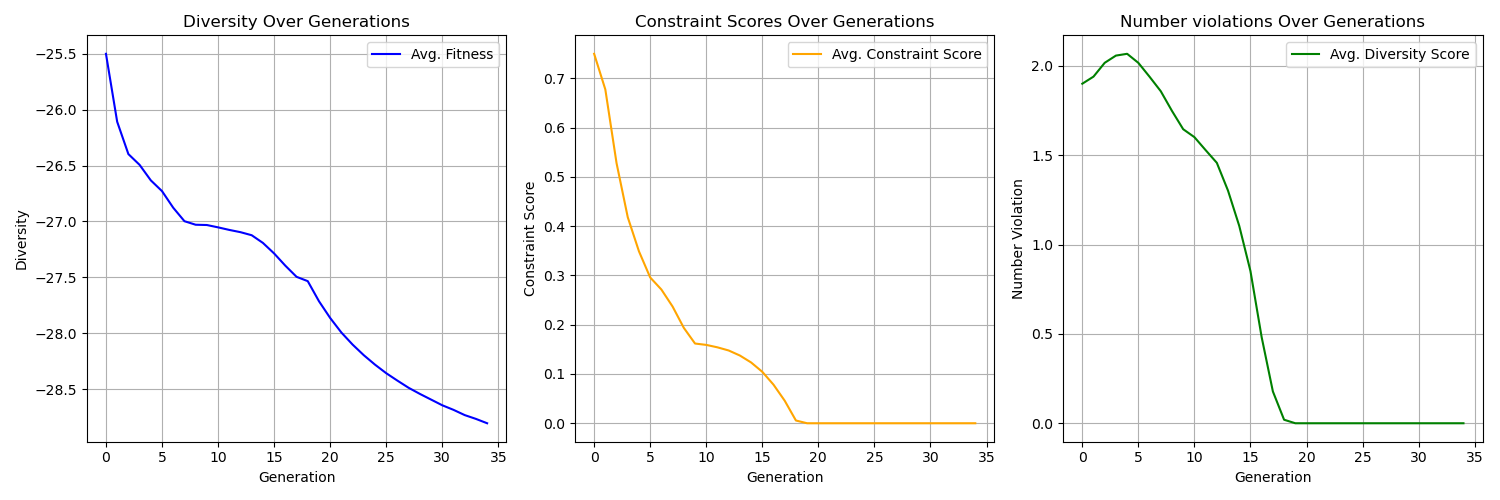 Diversity Over Generations
Avg. Fitness
Diversity
−25.5
−26.0
−26.5
−27.0
−27.5
−28.0
−28.5
0 5 10 15 20 25 30 35
Generation
Constraint Scores Over Generations
Avg. Constraint Score
Constraint Score
0.7
0.6
0.5
0.4
0.3
0.2
0.1
0.0
0 5 10 15 20 25 30 35
Generation
Number violations Over Generations
Avg. Diversity Score
Number Violation
2.0
1.5
1.0
0.5
0.0
0 5 10 15 20 25 30 35
Generation